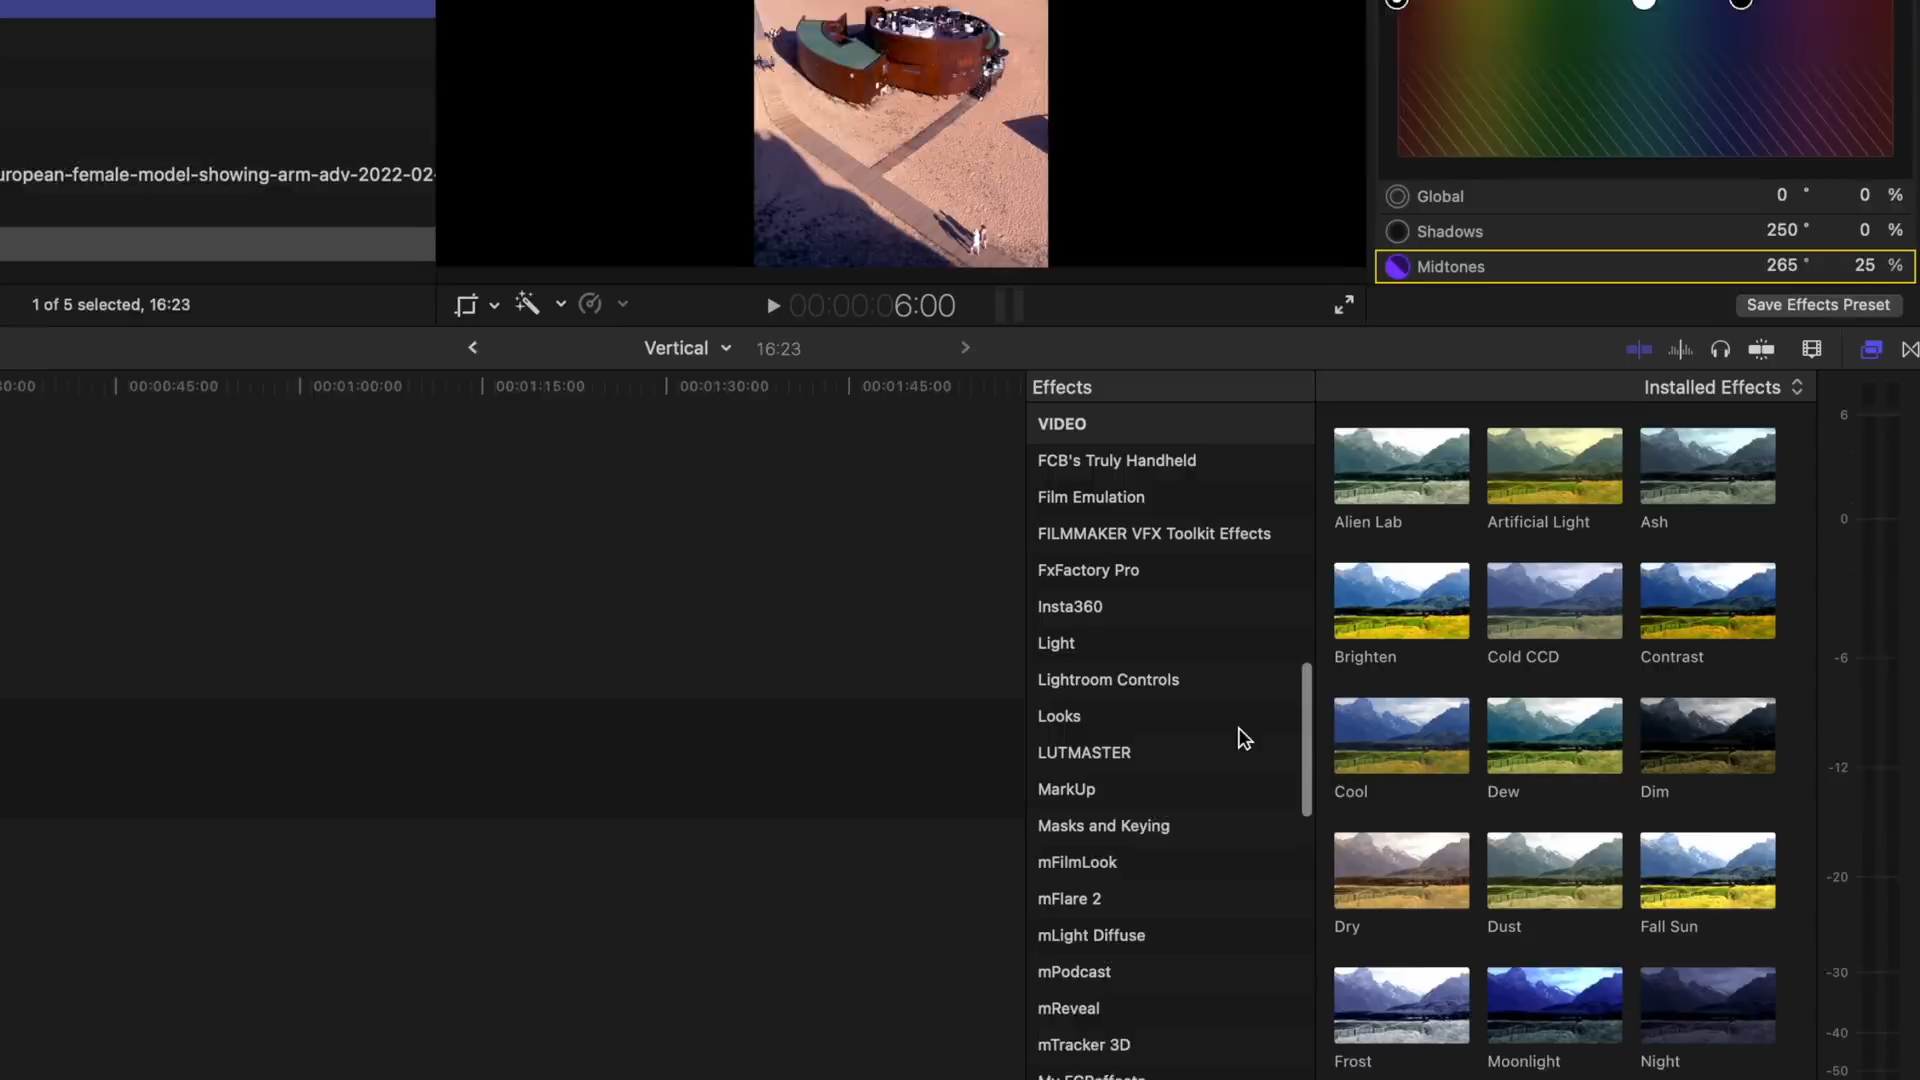 uropean-female-model-showing-arm-adv-2022-02-
Global 0 ° 0 %
Shadows 250 ° 0 %
Midtones 265 ° 25 %
1 of 5 selected, 16:23
00:00:06:00
Save Effects Preset
Vertical 16:23
30:00 00:00:45:00 00:01:00:00 00:01:15:00 00:01:30:00 00:01:45:00
Effects
Installed Effects
VIDEO
FCB's Truly Handheld
Film Emulation
FILMMAKER VFX Toolkit Effects
FxFactory Pro
Insta360
Light
Lightroom Controls
Looks
LUTMASTER
MarkUp
Masks and Keying
mFilmLook
mFlare 2
mLight Diffuse
mPodcast
mReveal
mTracker 3D
Alien Lab Artificial Light Ash
Brighten Cold CCD Contrast
Cool Dew Dim
Dry Dust Fall Sun
Frost Moonlight Night
6
0
-6
-12
-20
-30
-40
-50